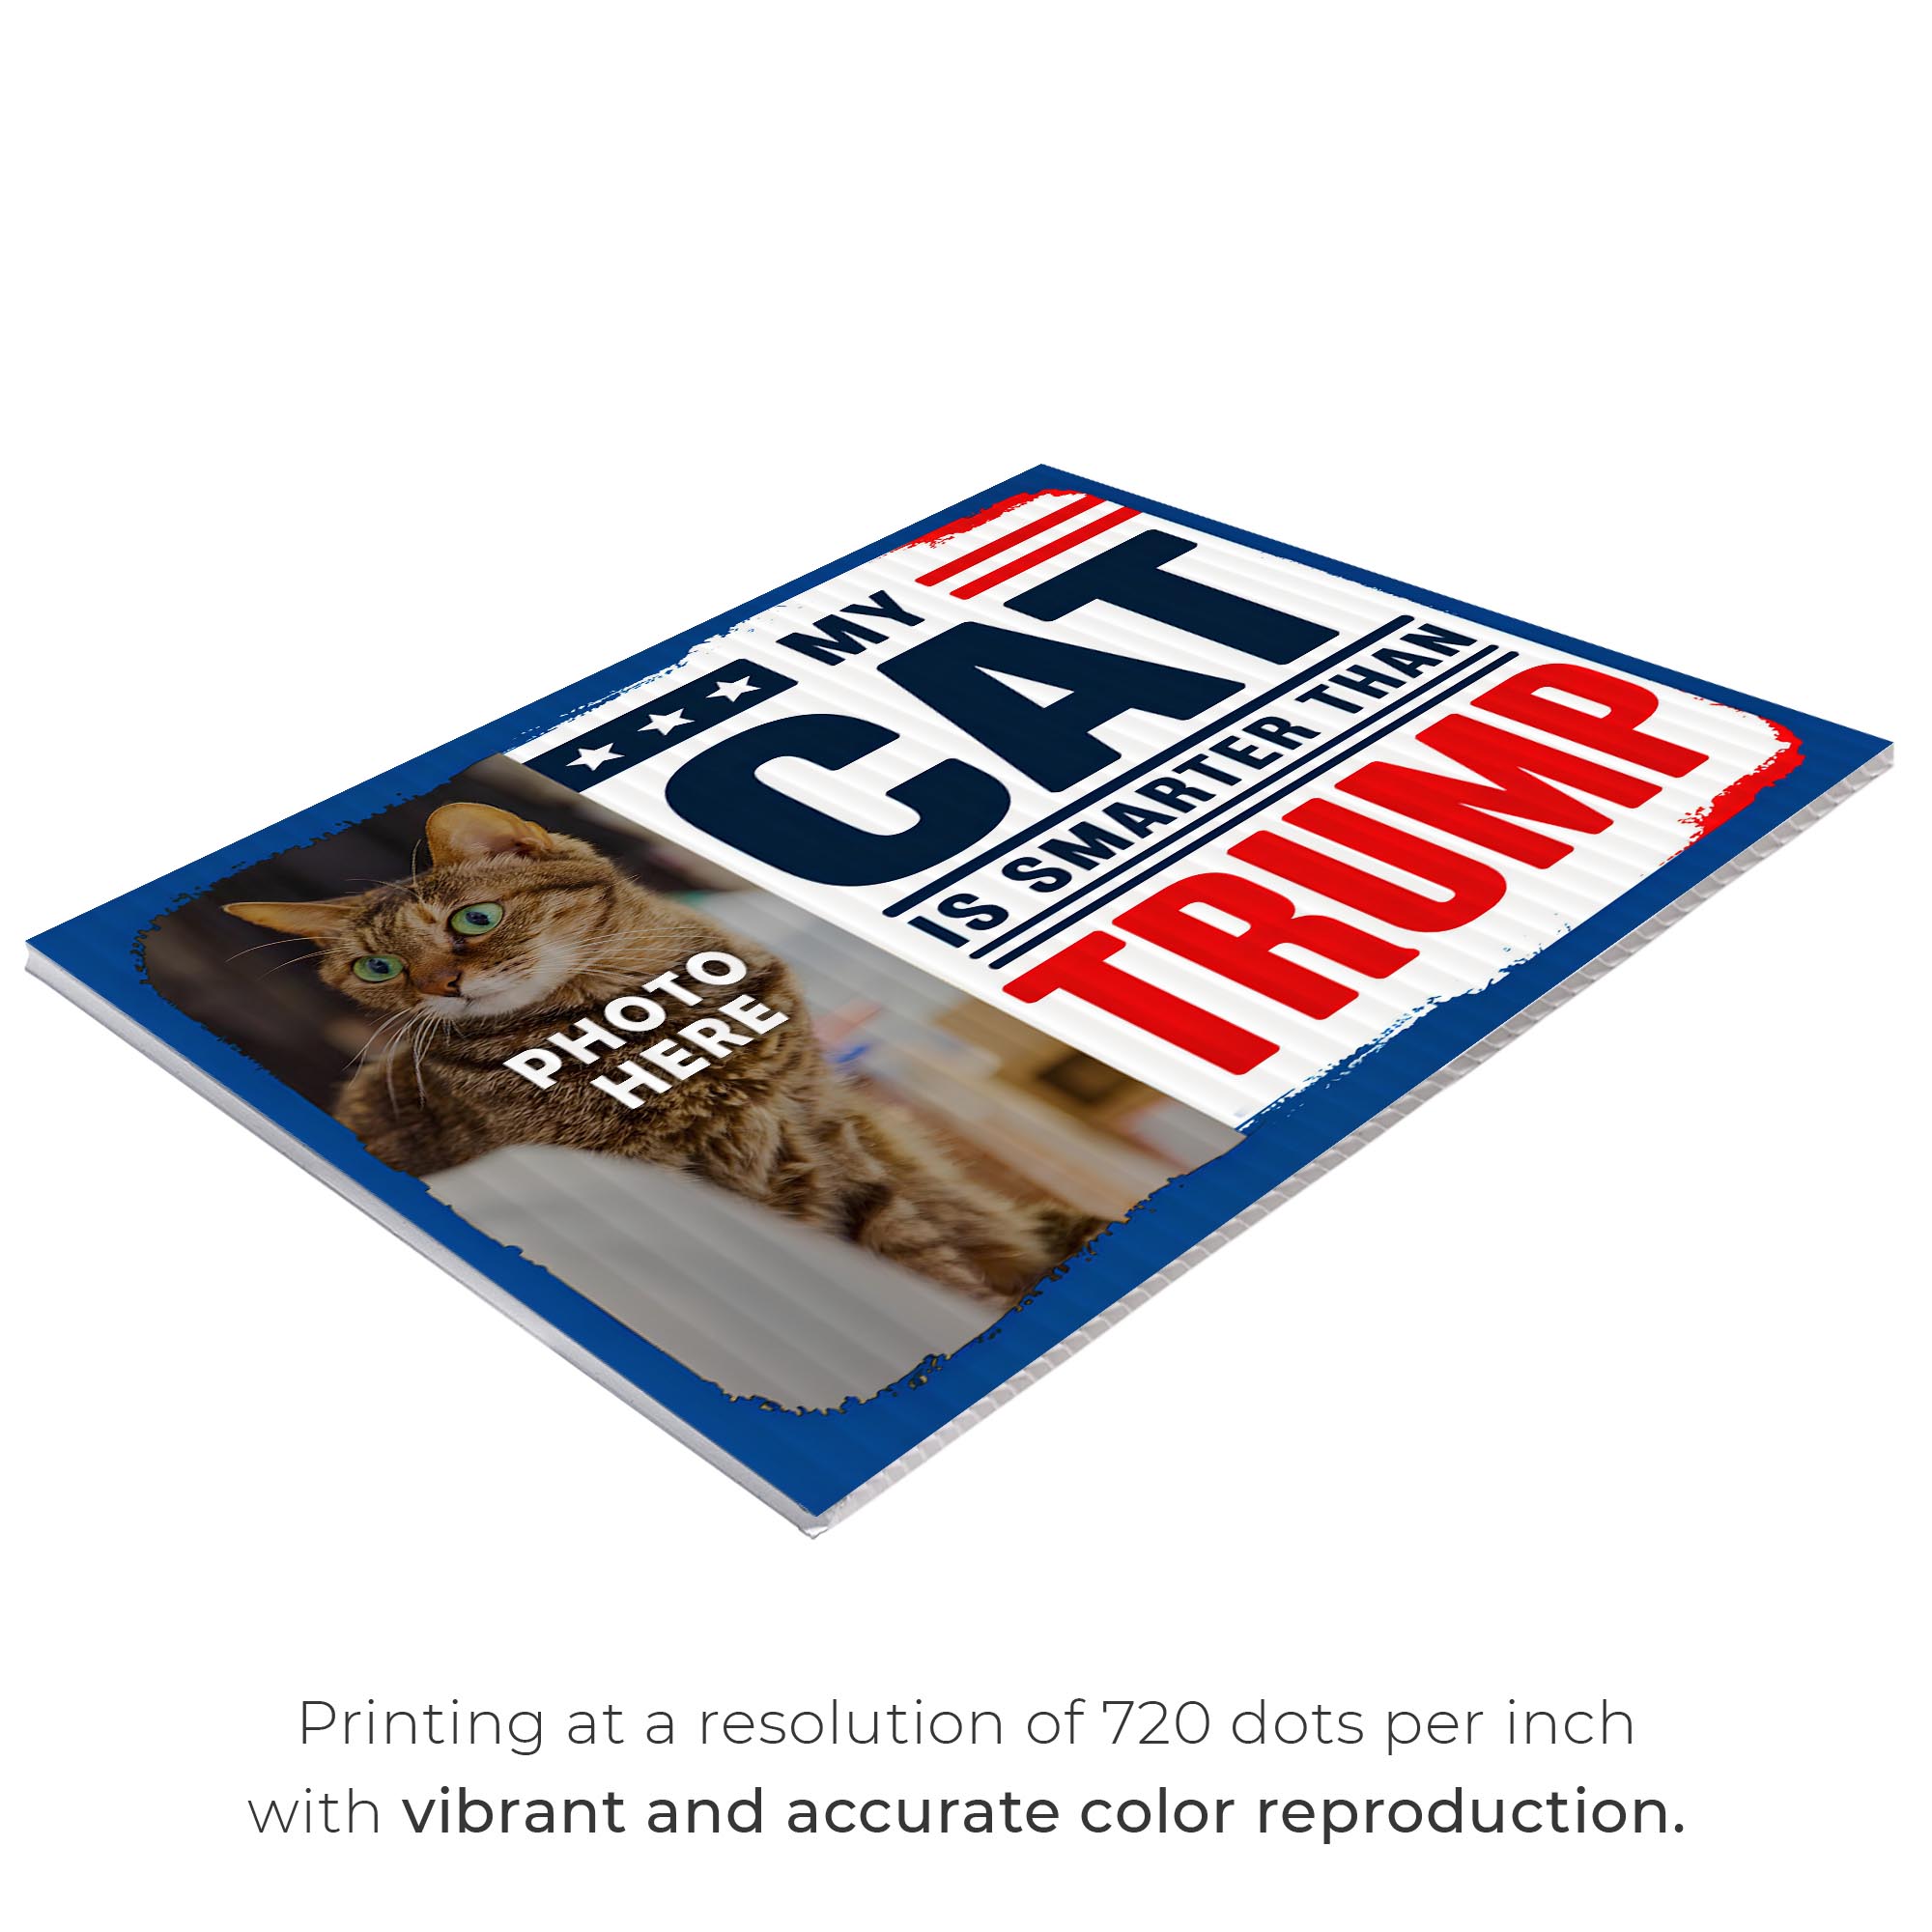 MY
CAT
IS SMARTER THAN
TRUMP
PHOTO
HERE
Printing at a resolution of 720 dots per inch
with vibrant and accurate color reproduction.